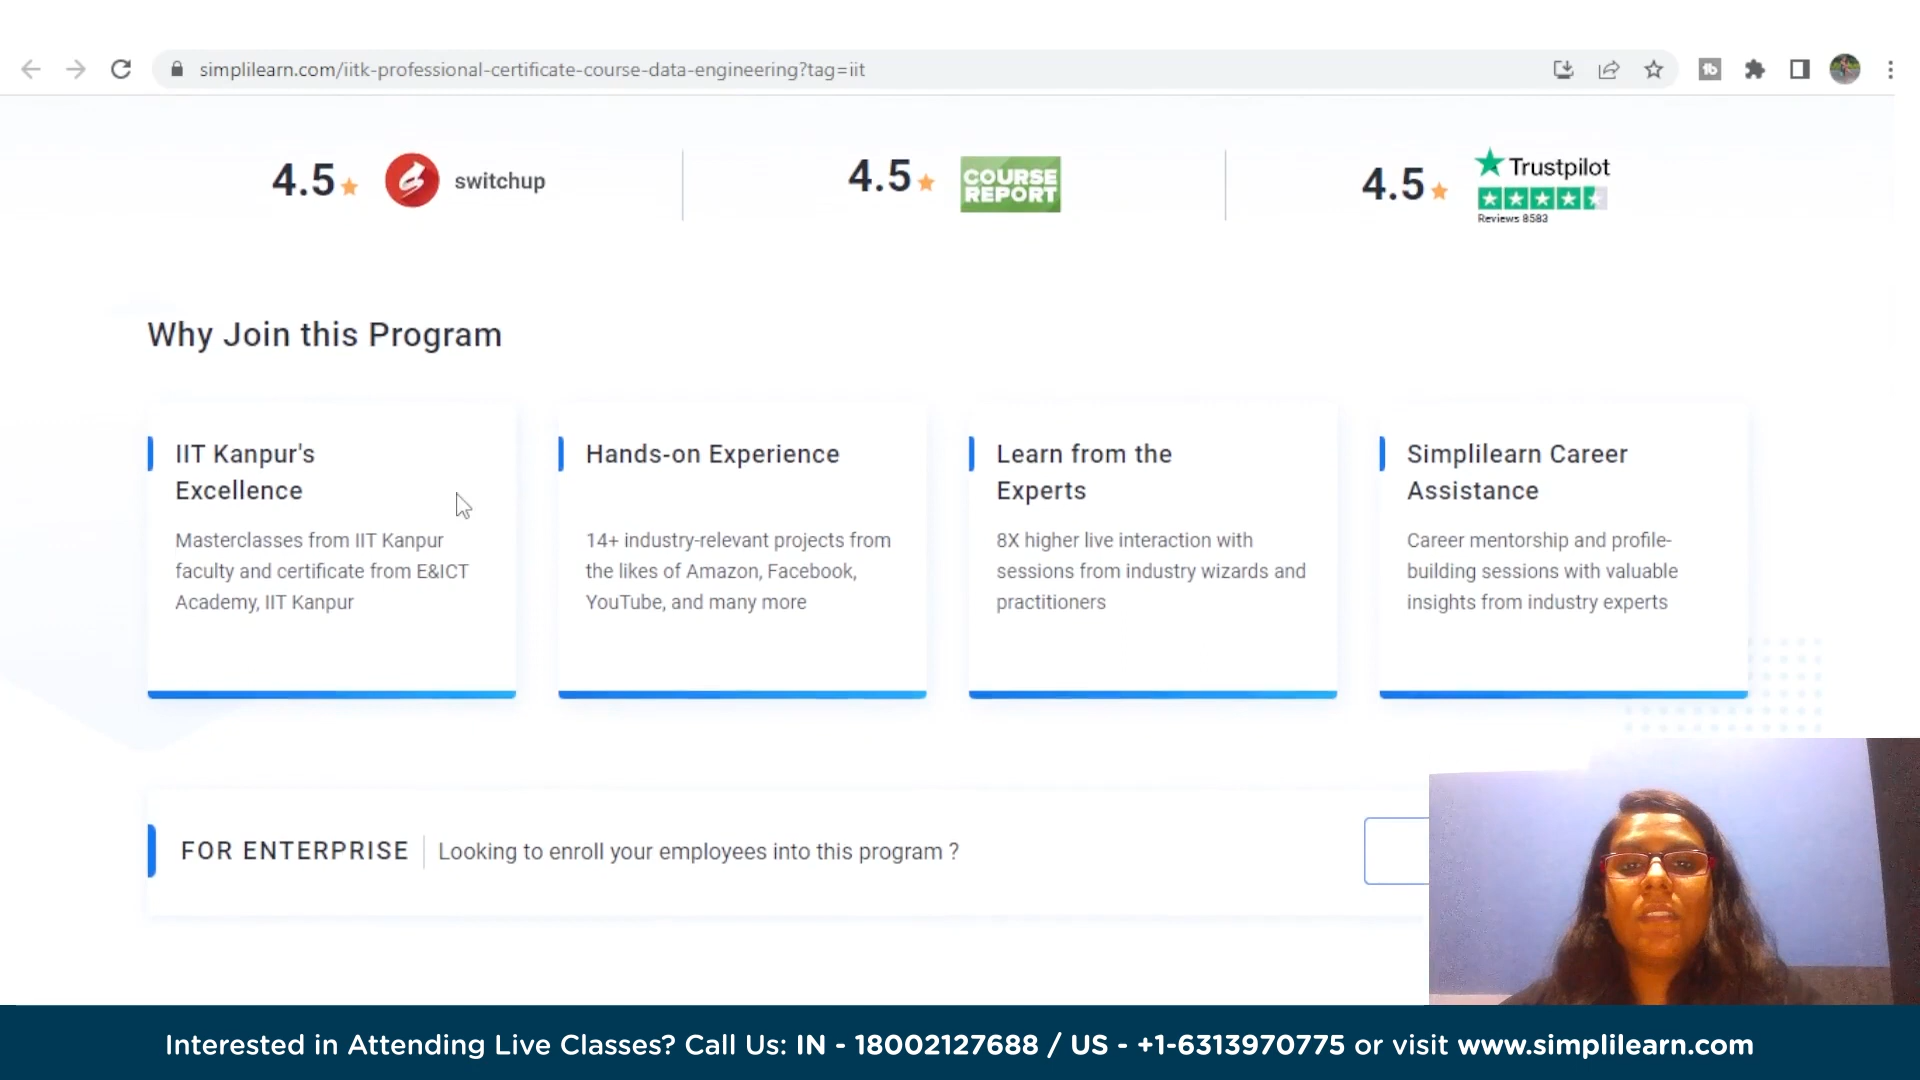 simplilearn.com/iitk-professional-certificate-course-data-engineering?tag=iit
4.5 switchup
4.5 COURSE REPORT
4.5 Trustpilot
Reviews 8583
Why Join this Program
IIT Kanpur's
Excellence
Masterclasses from IIT Kanpur
faculty and certificate from E&ICT
Academy, IIT Kanpur
Hands-on Experience
14+ industry-relevant projects from
the likes of Amazon, Facebook,
YouTube, and many more
Learn from the
Experts
8X higher live interaction with
sessions from industry wizards and
practitioners
Simplilearn Career
Assistance
Career mentorship and profile-
building sessions with valuable
insights from industry experts
FOR ENTERPRISE Looking to enroll your employees into this program ?
Interested in Attending Live Classes? Call Us: IN - 18002127688 / US - +1-6313970775 or visit www.simplilearn.com